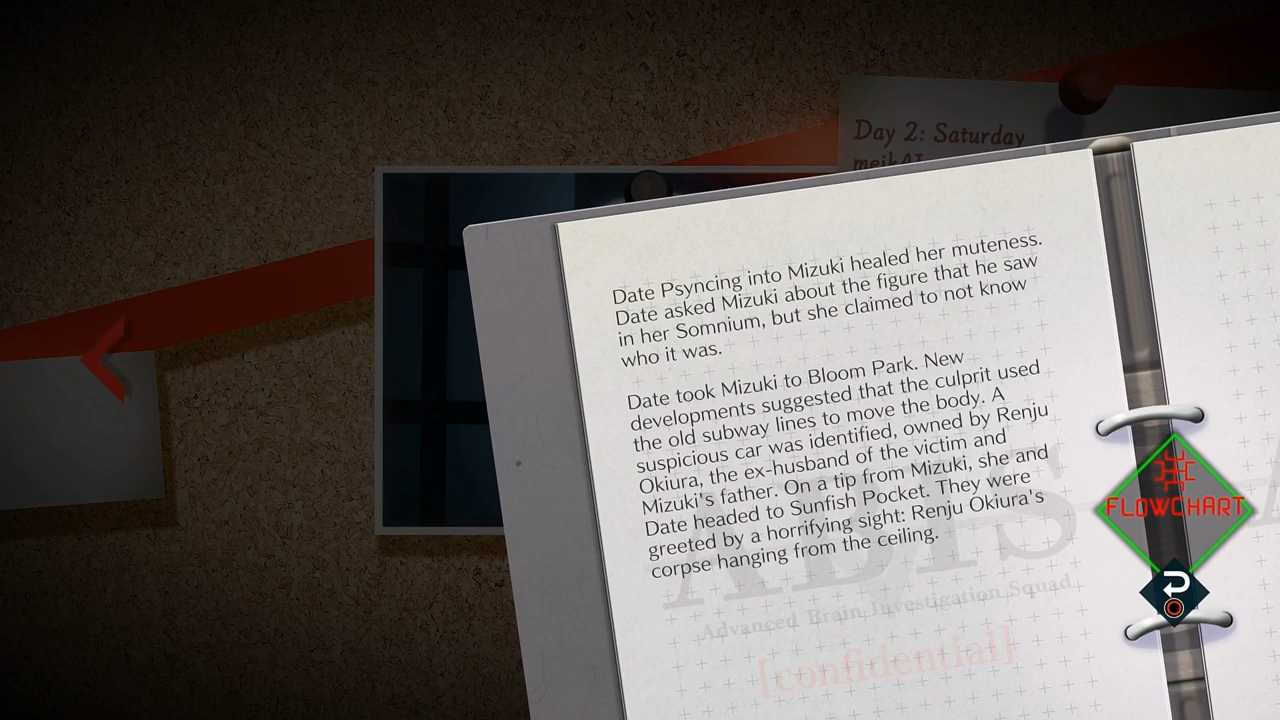 Day 2: Saturday
meikAI
Date Psyncing into Mizuki healed her muteness.
Date asked Mizuki about the figure that he saw
in her Somnium, but she claimed to not know
who it was.
Date took Mizuki to Bloom Park. New
developments suggested that the culprit used
the old subway lines to move the body. A
suspicious car was identified, owned by Renju
Okiura, the ex-husband of the victim and
Mizuki's father. On a tip from Mizuki, she and
Date headed to Sunfish Pocket. They were
greeted by a horrifying sight: Renju Okiura's
corpse hanging from the ceiling.
ABIS
Advanced Brain Investigation Squad
[confidential]
FLOWCHART